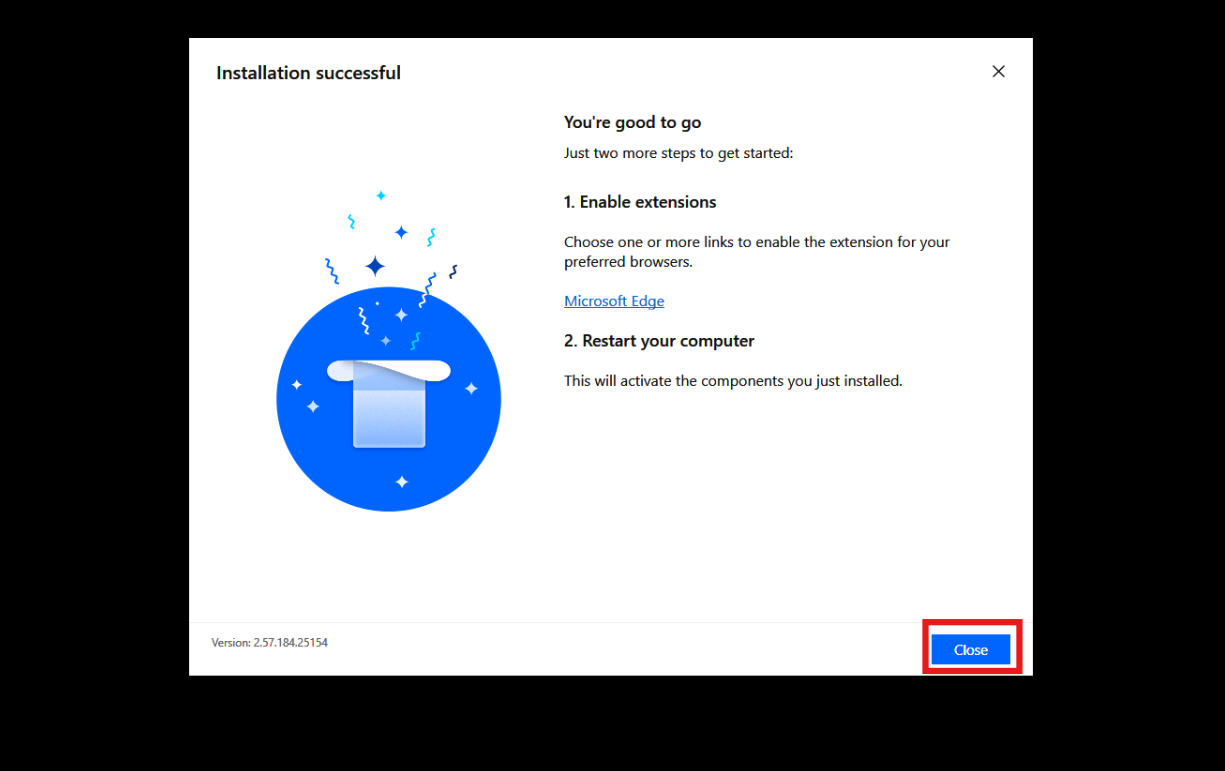 Installation successful
You're good to go
Just two more steps to get started:
1. Enable extensions
Choose one or more links to enable the extension for your
preferred browsers.
Microsoft Edge
2. Restart your computer
This will activate the components you just installed.
Version: 2.57.184.25154
Close